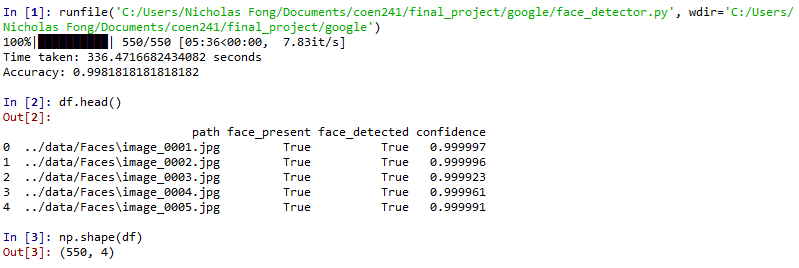 In [1]: runfile('C:/Users/Nicholas Fong/Documents/coen241/final_project/google/face_detector.py', wdir='C:/Users/
Nicholas Fong/Documents/coen241/final_project/google')
100%|██████████| 550/550 [05:36<00:00,  7.83it/s]
Time taken: 336.4716682434082 seconds
Accuracy: 0.9981818181818182
In [2]: df.head()
Out[2]:
path face_present face_detected confidence
0 ../data/Faces\image_0001.jpg True True 0.999997
1 ../data/Faces\image_0002.jpg True True 0.999996
2 ../data/Faces\image_0003.jpg True True 0.999923
3 ../data/Faces\image_0004.jpg True True 0.999961
4 ../data/Faces\image_0005.jpg True True 0.999991
In [3]: np.shape(df)
Out[3]: (550, 4)